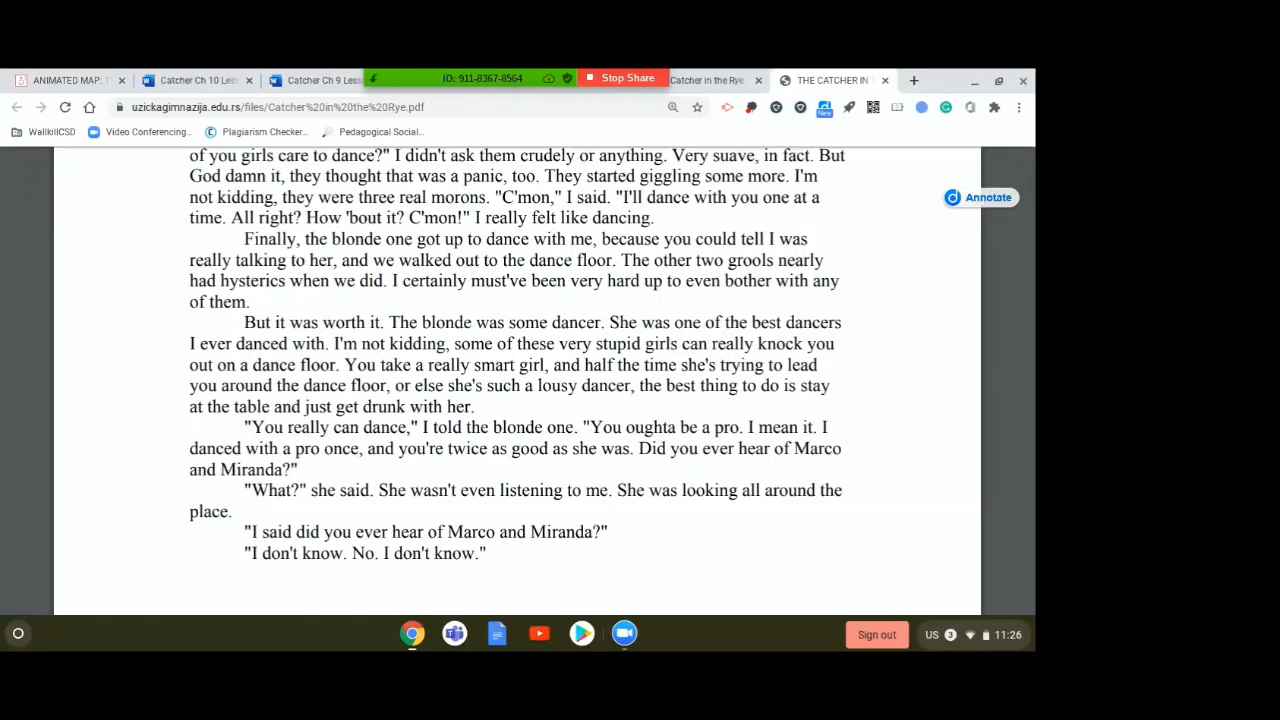 ANIMATED MAP: T
Catcher Ch 10 Less
Catcher Ch 9 Less
ID: 911-8367-8564
Stop Share
Catcher in the Rye
THE CATCHER IN T
uzickagimnazija.edu.rs/files/Catcher%20in%20the%20Rye.pdf
New
WallkillCSD
Video Conferencing...
Plagiarism Checker...
Pedagogical Social...
of you girls care to dance?" I didn't ask them crudely or anything. Very suave, in fact. But
God damn it, they thought that was a panic, too. They started giggling some more. I'm
not kidding, they were three real morons. "C'mon," I said. "I'll dance with you one at a
time. All right? How 'bout it? C'mon!" I really felt like dancing.
Finally, the blonde one got up to dance with me, because you could tell I was
really talking to her, and we walked out to the dance floor. The other two grools nearly
had hysterics when we did. I certainly must've been very hard up to even bother with any
of them.
But it was worth it. The blonde was some dancer. She was one of the best dancers
I ever danced with. I'm not kidding, some of these very stupid girls can really knock you
out on a dance floor. You take a really smart girl, and half the time she's trying to lead
you around the dance floor, or else she's such a lousy dancer, the best thing to do is stay
at the table and just get drunk with her.
"You really can dance," I told the blonde one. "You oughta be a pro. I mean it. I
danced with a pro once, and you're twice as good as she was. Did you ever hear of Marco
and Miranda?"
"What?" she said. She wasn't even listening to me. She was looking all around the
place.
"I said did you ever hear of Marco and Miranda?"
"I don't know. No. I don't know."
Annotate
Sign out
US 3 11:26